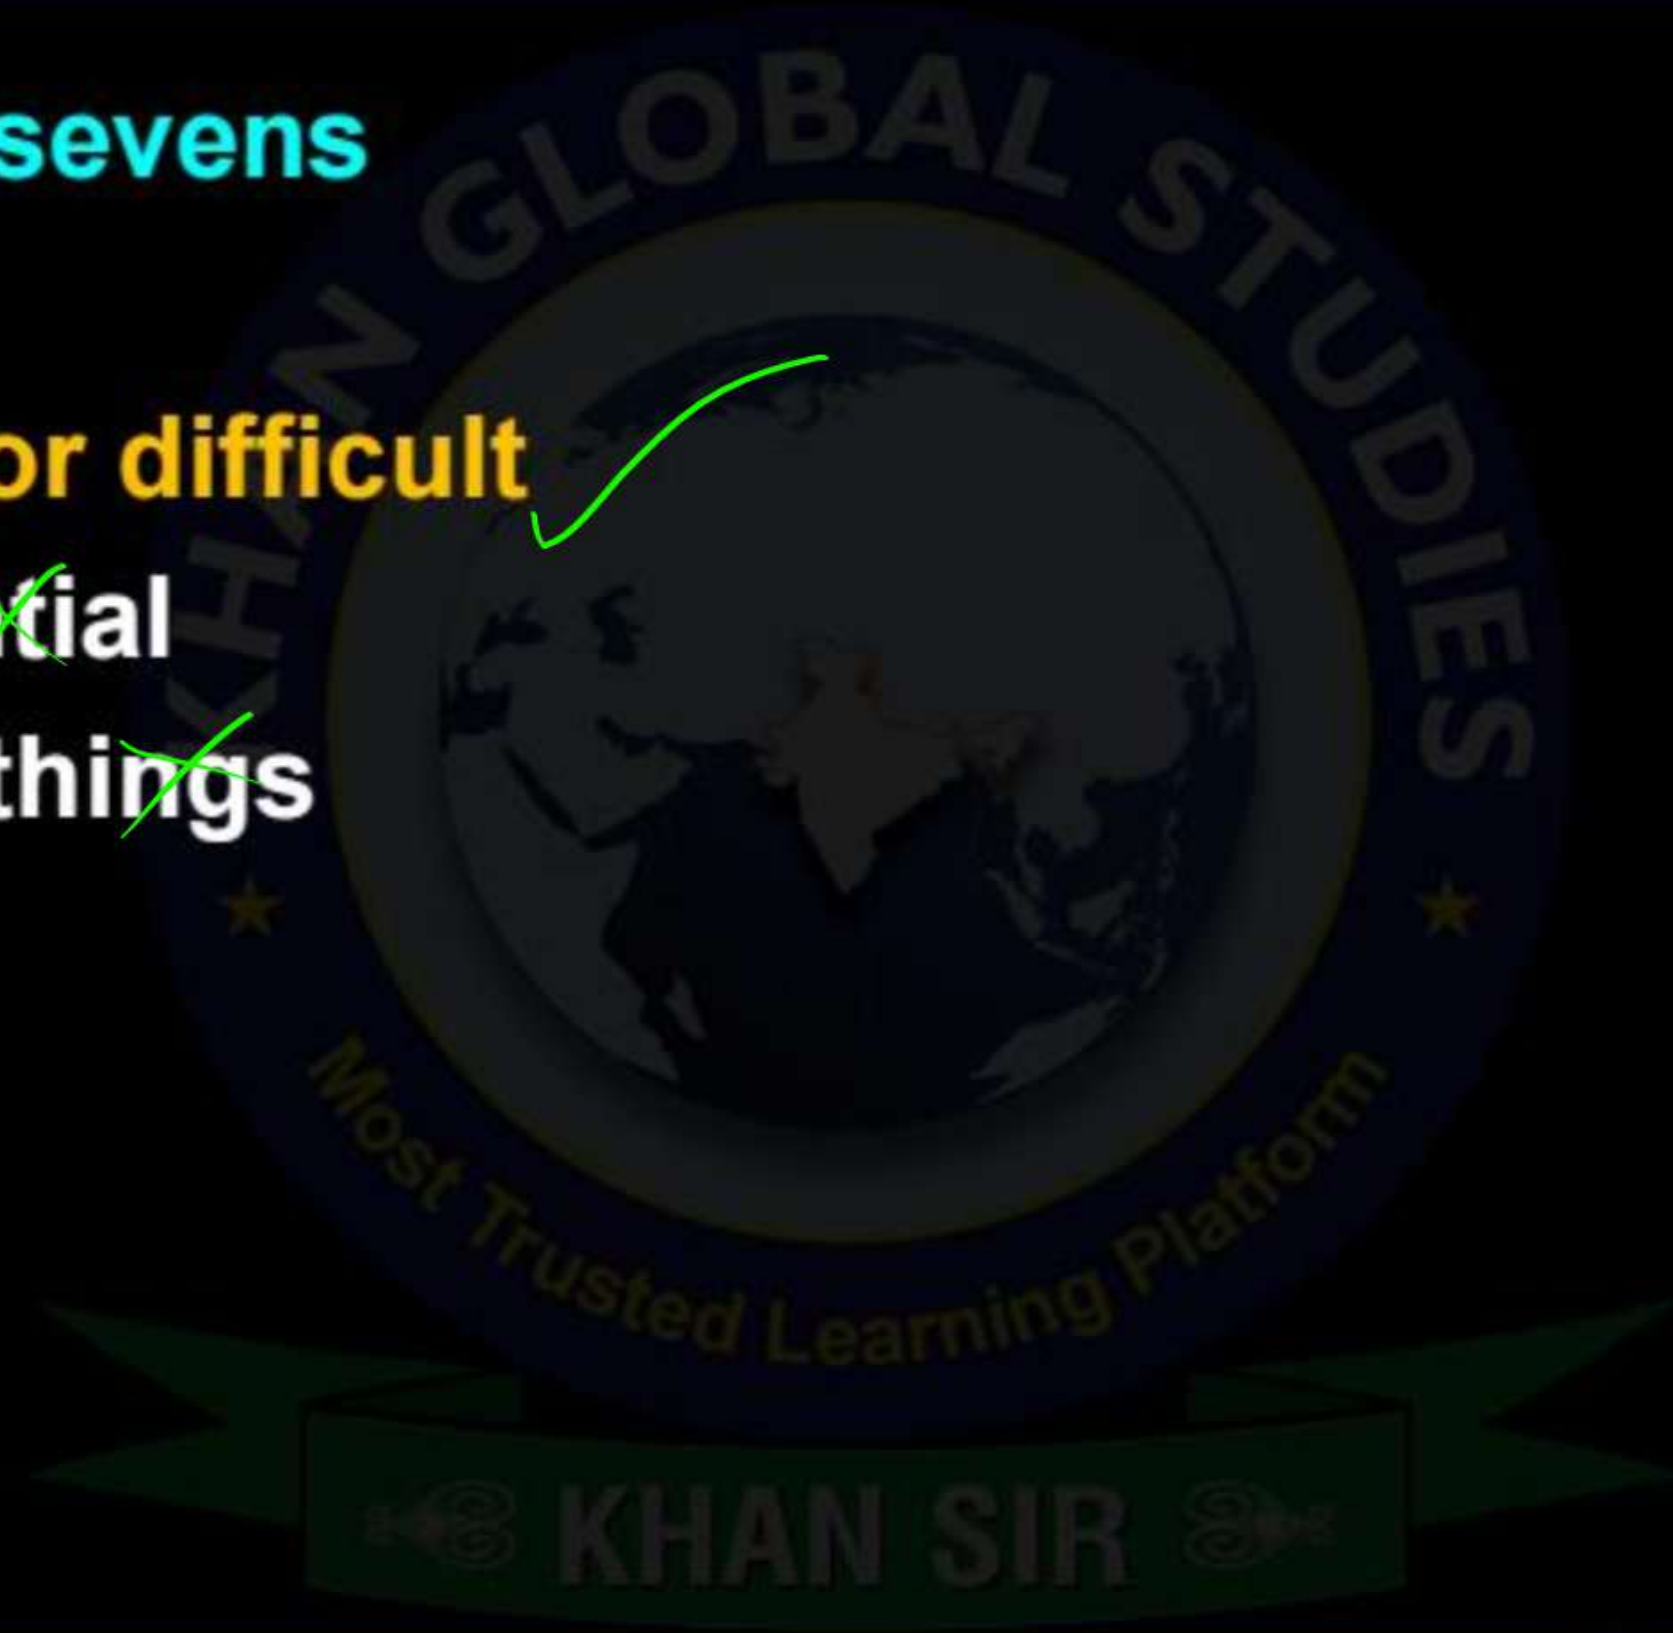 sevens
or difficult
tial
things
KHAN GLOBAL STUDIES
Most Trusted Learning Platform
KHAN SIR